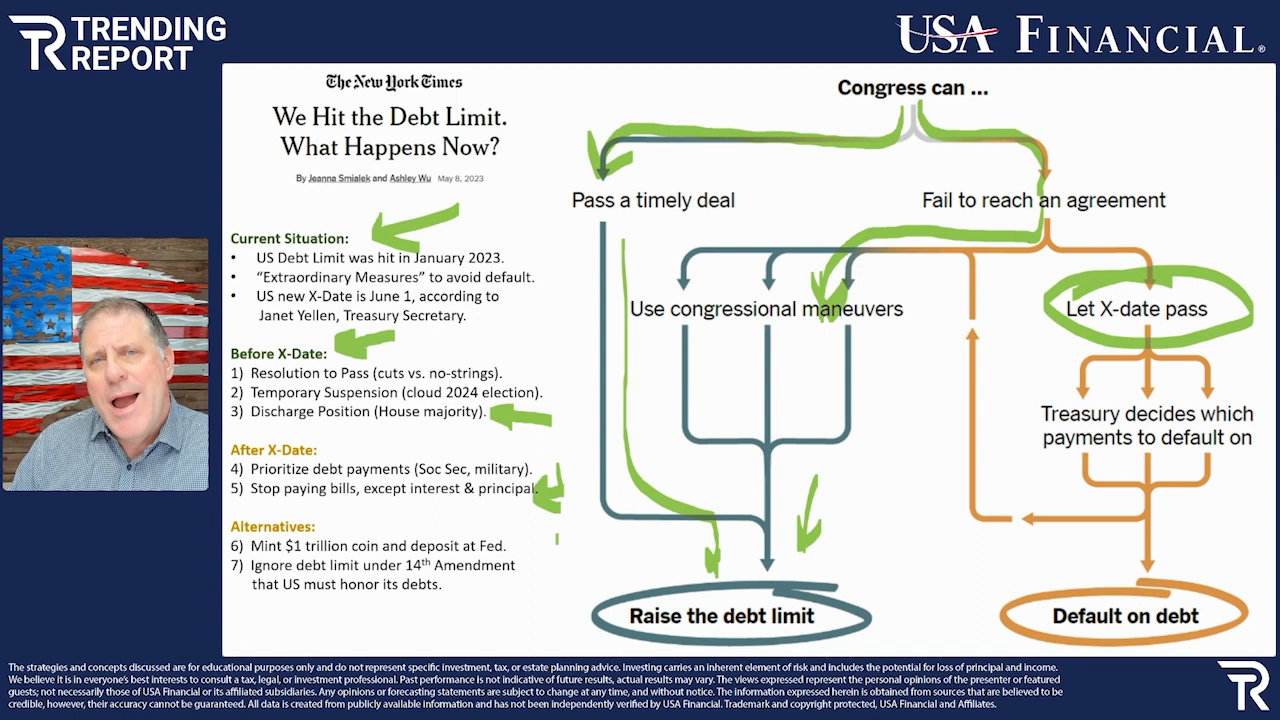 TRENDING
REPORT
USA FINANCIAL®
The New York Times
We Hit the Debt Limit.
What Happens Now?
By Jeanna Smialek and Ashley Wu May 8, 2023
Current Situation:
• US Debt Limit was hit in January 2023.
• “Extraordinary Measures” to avoid default.
• US new X-Date is June 1, according to
Janet Yellen, Treasury Secretary.
Before X-Date:
1) Resolution to Pass (cuts vs. no-strings).
2) Temporary Suspension (cloud 2024 election).
3) Discharge Position (House majority).
After X-Date:
4) Prioritize debt payments (Soc Sec, military).
5) Stop paying bills, except interest & principal.
Alternatives:
6) Mint $1 trillion coin and deposit at Fed.
7) Ignore debt limit under 14th Amendment
that US must honor its debts.
Congress can ...
Pass a timely deal
Fail to reach an agreement
Use congressional maneuvers
Let X-date pass
Treasury decides which
payments to default on
Raise the debt limit
Default on debt
The strategies and concepts discussed are for educational purposes only and do not represent specific investment, tax, or estate planning advice. Investing carries an inherent element of risk and includes the potential for loss of principal and income.
We believe it is in everyone's best interests to consult a tax, legal, or investment professional. Past performance is not indicative of future results, actual results may vary. The views expressed represent the personal opinions of the presenter or featured
guests; not necessarily those of USA Financial or its affiliated subsidiaries. Any opinions or forecasting statements are subject to change at any time, and without notice. The information expressed herein is obtained from sources that are believed to be
credible, however, their accuracy cannot be guaranteed. All data is created from publicly available information and has not been independently verified by USA Financial. Trademark and copyright protected, USA Financial and Affiliates.